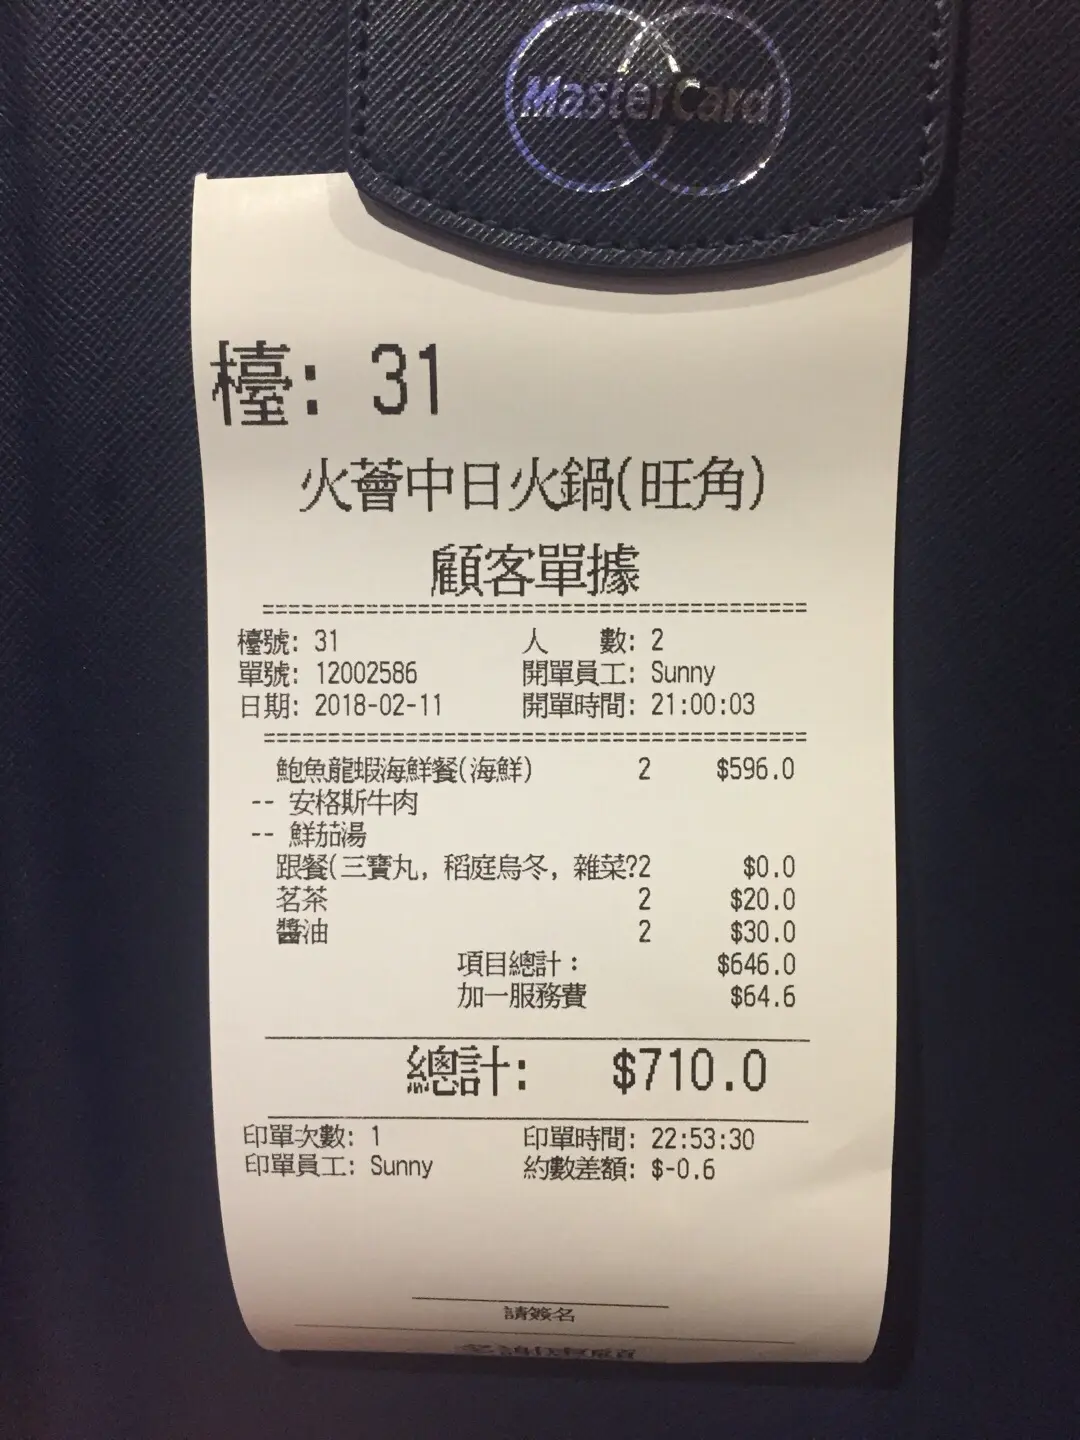 MasterCard
檯: 31
火薈中日火鍋(旺角)
顧客單據
==========================================
檯號: 31 人 數: 2
單號: 12002586 開單員工: Sunny
日期: 2018-02-11 開單時間: 21:00:03
==========================================
鮑魚龍蝦海鮮餐(海鮮) 2 $596.0
-- 安格斯牛肉
-- 鮮茄湯
跟餐(三寶丸, 稻庭烏冬, 雜菜?2 $0.0
茗茶 2 $20.0
醬油 2 $30.0
項目總計: $646.0
加一服務費 $64.6
總計: $710.0
印單次數: 1 印單時間: 22:53:30
印單員工: Sunny 約數差額: $-0.6
請簽名
多謝惠顧